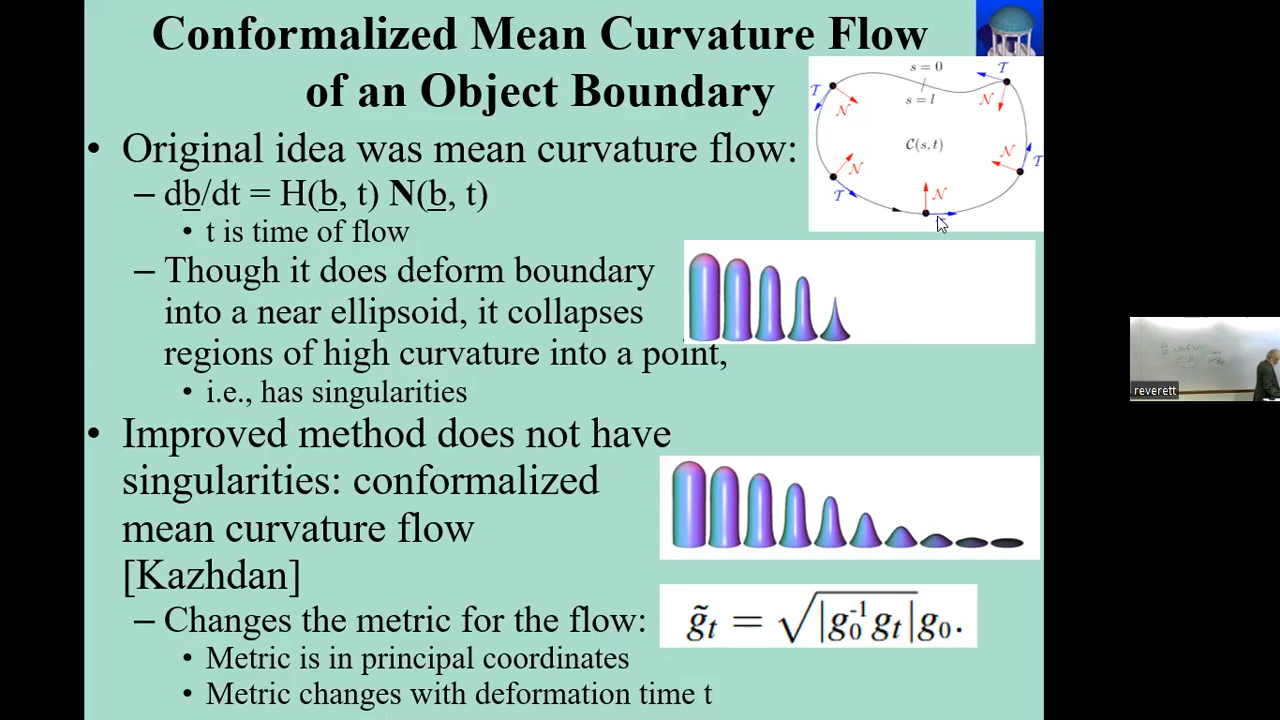 Conformalized Mean Curvature Flow
of an Object Boundary
• Original idea was mean curvature flow:
– db/dt = H(b, t) N(b, t)
• t is time of flow
– Though it does deform boundary
into a near ellipsoid, it collapses
regions of high curvature into a point,
• i.e., has singularities
• Improved method does not have
singularities: conformalized
mean curvature flow
[Kazhdan]
– Changes the metric for the flow:
• Metric is in principal coordinates
• Metric changes with deformation time t
s = 0
s = l
T
N
T
N
C(s, t)
T
N
N
T
N
g̃t = √|g0^-1 gt| g0.
reverett